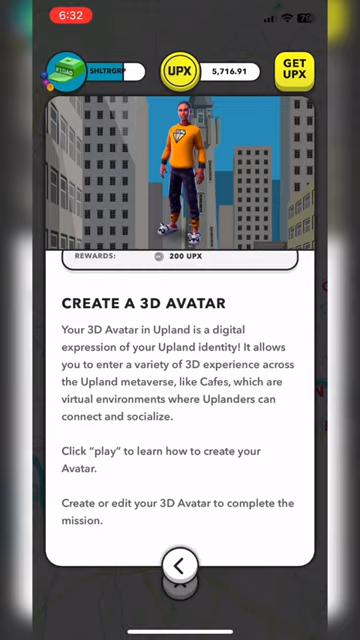 6:32
SHLTRGRP
UPX
5,716.91
GET
UPX
REWARDS:
200 UPX
CREATE A 3D AVATAR
Your 3D Avatar in Upland is a digital
expression of your Upland identity! It allows
you to enter a variety of 3D experience across
the Upland metaverse, like Cafes, which are
virtual environments where Uplanders can
connect and socialize.
Click “play” to learn how to create your
Avatar.
Create or edit your 3D Avatar to complete the
mission.